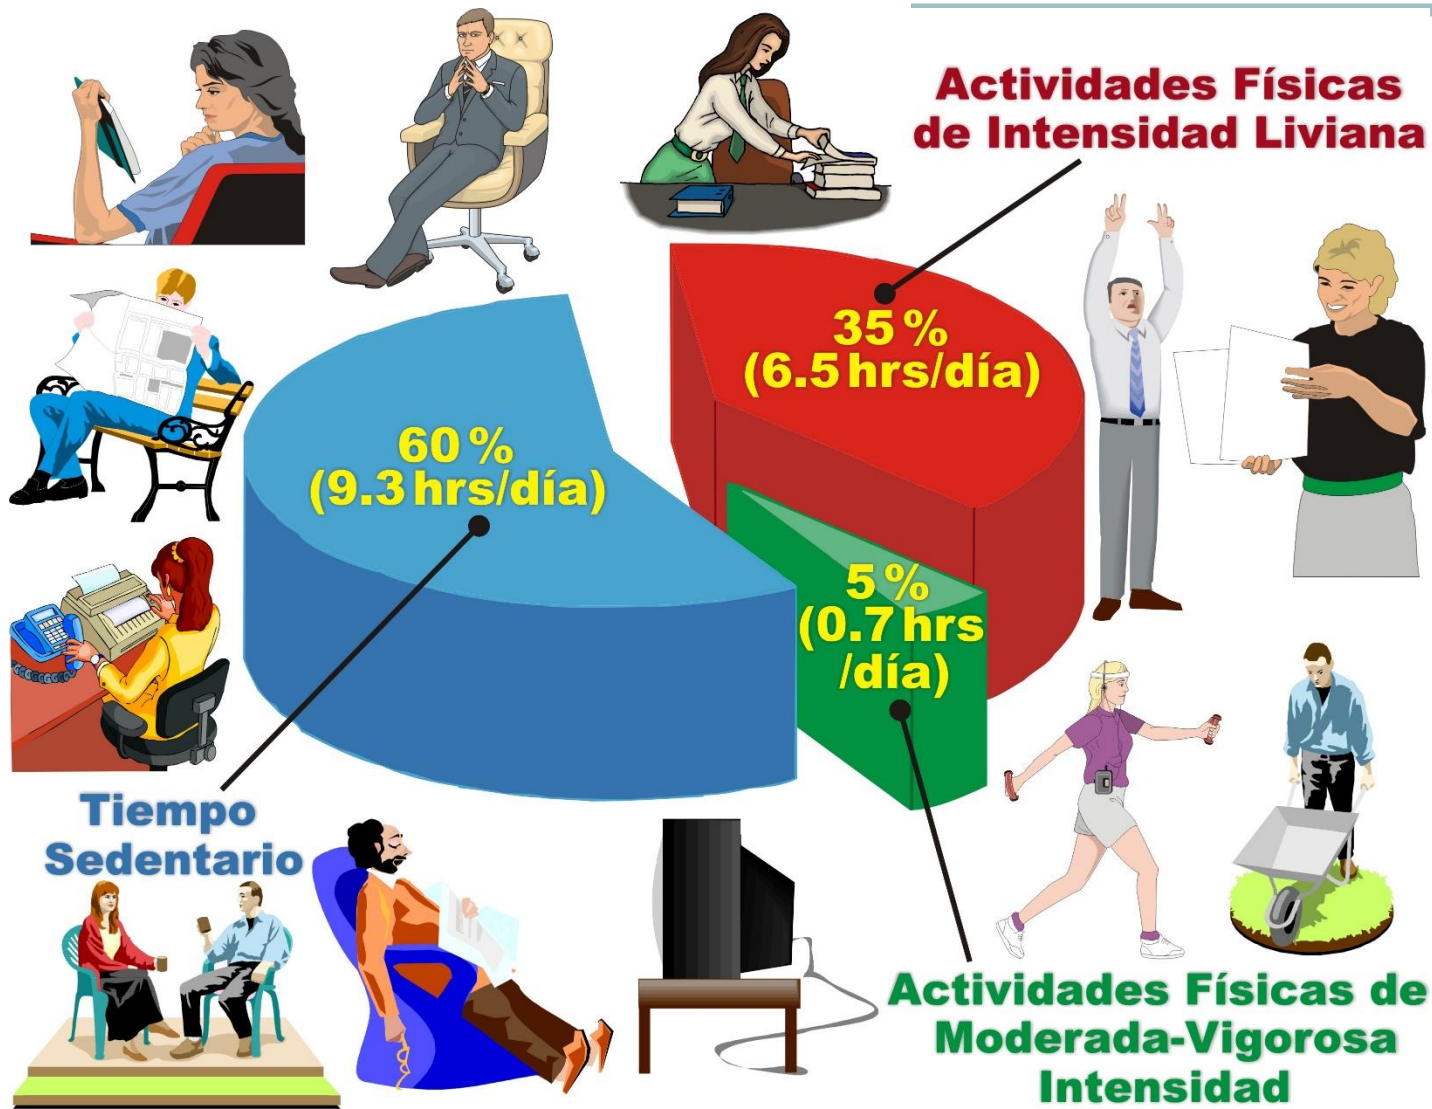 Actividades Físicas
de Intensidad Liviana
35 %
(6.5 hrs/día)
60 %
(9.3 hrs/día)
5 %
(0.7 hrs
/día)
Tiempo
Sedentario
Actividades Físicas de
Moderada-Vigorosa
Intensidad